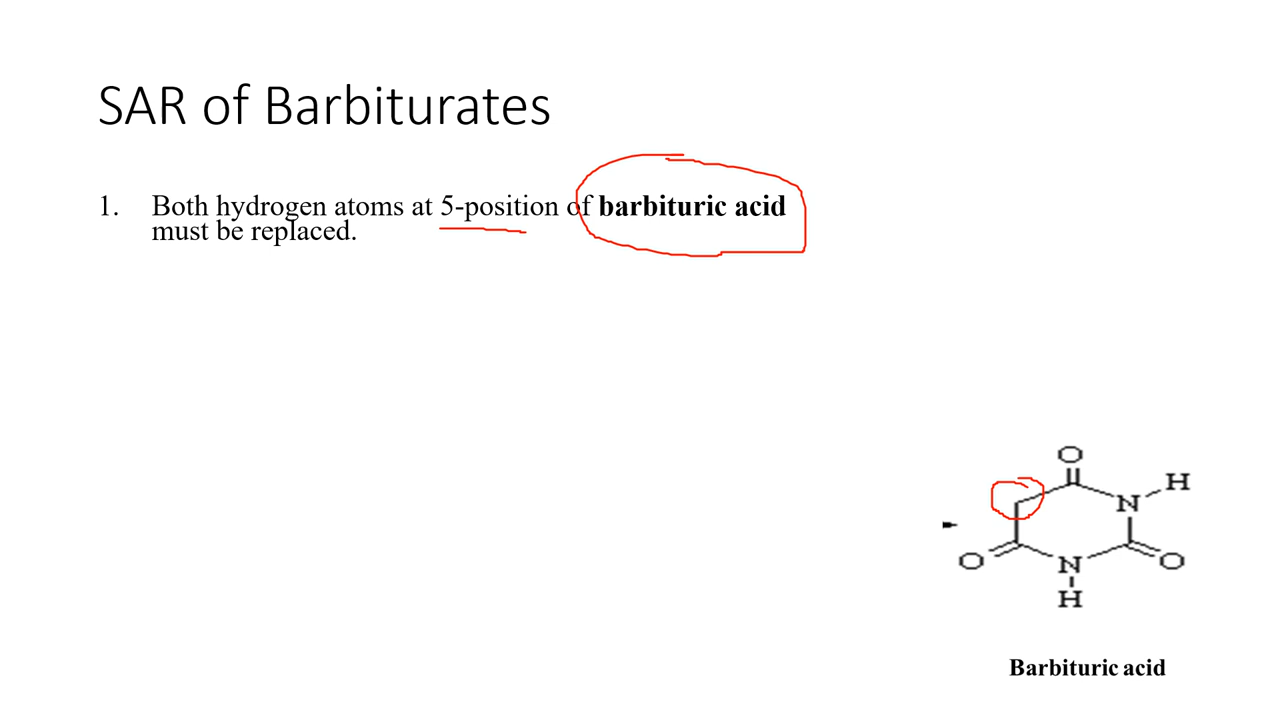 SAR of Barbiturates
1. Both hydrogen atoms at 5-position of barbituric acid
must be replaced.
O
H
N
O
N
O
H
Barbituric acid